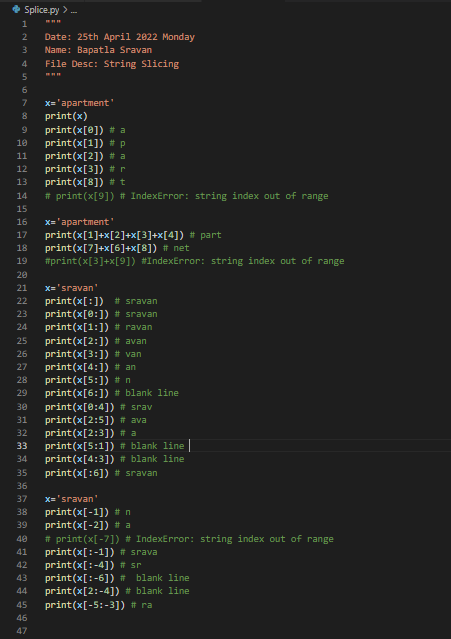 Splice.py > ...
1 """
2 Date: 25th April 2022 Monday
3 Name: Bapatla Sravan
4 File Desc: String Slicing
5 """
6
7 x='apartment'
8 print(x)
9 print(x[0]) # a
10 print(x[1]) # p
11 print(x[2]) # a
12 print(x[3]) # r
13 print(x[8]) # t
14 # print(x[9]) # IndexError: string index out of range
15
16 x='apartment'
17 print(x[1]+x[2]+x[3]+x[4]) # part
18 print(x[7]+x[6]+x[8]) # net
19 #print(x[3]+x[9]) #IndexError: string index out of range
20
21 x='sravan'
22 print(x[:])  # sravan
23 print(x[0:]) # sravan
24 print(x[1:]) # ravan
25 print(x[2:]) # avan
26 print(x[3:]) # van
27 print(x[4:]) # an
28 print(x[5:]) # n
29 print(x[6:]) # blank line
30 print(x[0:4]) # srav
31 print(x[2:5]) # ava
32 print(x[2:3]) # a
33 print(x[5:1]) # blank line
34 print(x[4:3]) # blank line
35 print(x[:6]) # sravan
36
37 x='sravan'
38 print(x[-1]) # n
39 print(x[-2]) # a
40 # print(x[-7]) # IndexError: string index out of range
41 print(x[:-1]) # srava
42 print(x[:-4]) # sr
43 print(x[:-6]) #  blank line
44 print(x[2:-4]) # blank line
45 print(x[-5:-3]) # ra
46
47